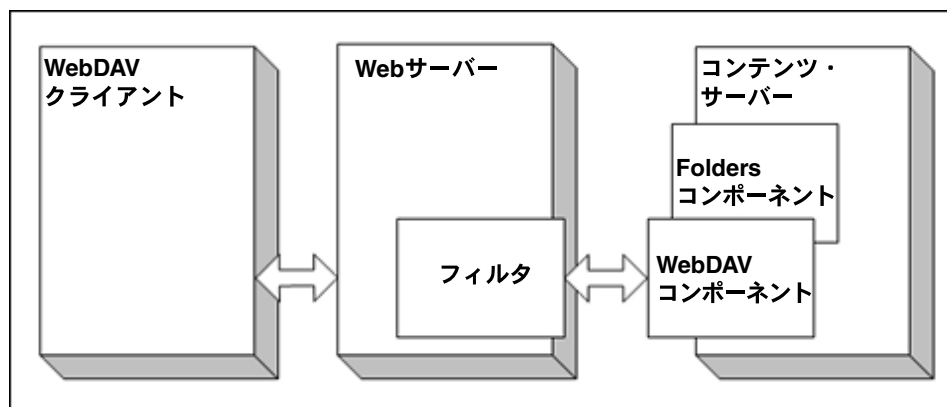 WebDAV
クライアント
Webサーバー
フィルタ
コンテンツ・
サーバー
Folders
コンポーネント
WebDAV
コンポーネント